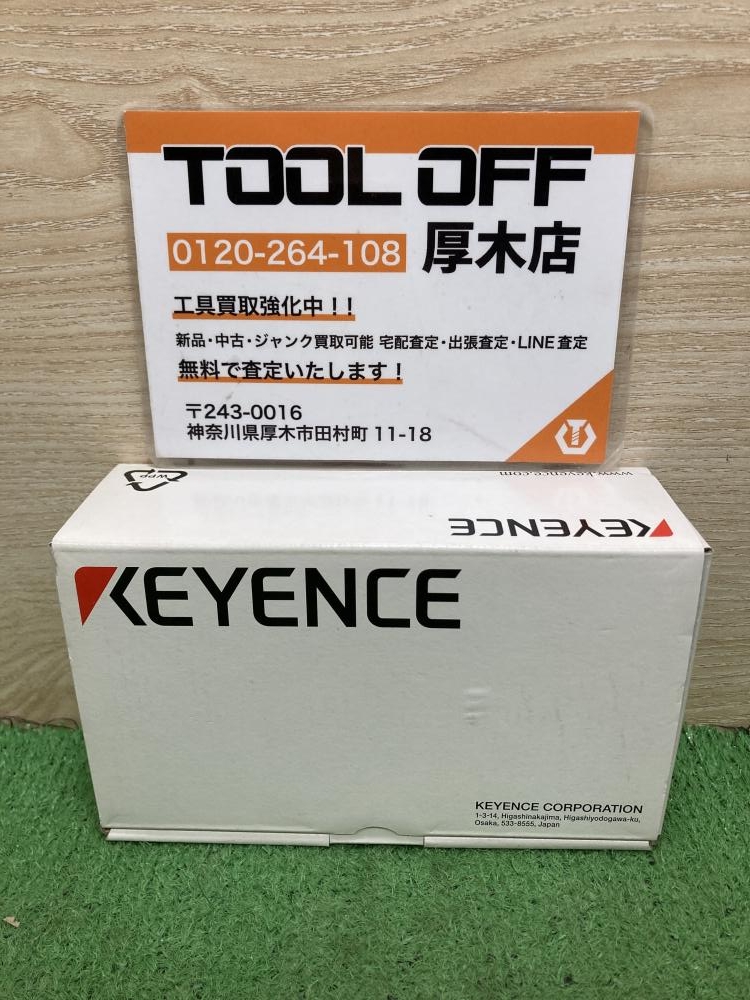 TOOL OFF
0120-264-108 厚木店
工具買取強化中！！
新品・中古・ジャンク買取可能 宅配査定・出張査定・LINE査定
無料で査定いたします！
〒243-0016
神奈川県厚木市田村町 11-18
WPP
www.keyence.com
KEYENCE
KEYENCE
KEYENCE CORPORATION
1-3-14, Higashinakajima, Higashiyodogawa-ku,
Osaka, 533-8555, Japan